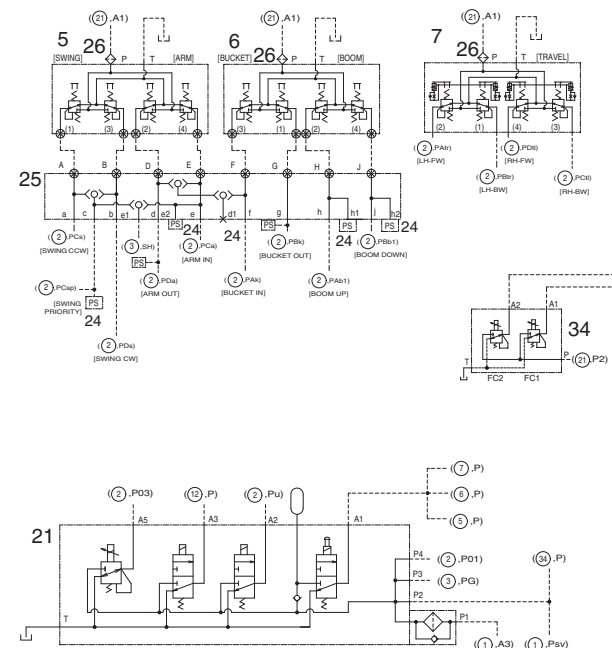 (21 ,A1) (21 ,A1) (21 ,A1)
5 6 7
26 P T 26 P T 26 P T
[SWING] [ARM] [BUCKET] [BOOM] [TRAVEL]
(1) (3) (2) (4) (3) (1) (2) (4) (2) (1) (4) (3)
(2 ,PAtr) (2 ,PDtl)
[LH-FW] [RH-FW]
(2 ,PBtr) (2 ,PCtl)
[LH-BW] [RH-BW]
A B D E F G H J
25
a c b e1 d e2 e d1 f g h h1 j h2
PS PS PS PS
24 24 24 24
(2 ,PCs) (3 ,SH) (2 ,PCa) (2 ,PBk) (2 ,PBb1)
[SWING CCW] [ARM IN] [BUCKET OUT] [BOOM DOWN]
PS
(2 ,PDa) (2 ,PAk) (2 ,PAb1)
[ARM OUT] [BUCKET IN] [BOOM UP]
(2 ,PCsp)
[SWING
PRIORITY]
PS
24
(2 ,PDs)
[SWING CW]
A2 A1
34
T P (21 ,P2)
FC2 FC1
(7 ,P)
(2 ,P03) (12 ,P) (2 ,Pu) (6 ,P)
(5 ,P)
21
A5 A3 A2 A1
P4 (2 ,P01) (34 ,P)
P3 (3 ,PG)
P2
T P1
(1 ,A3) (1 ,Psv)